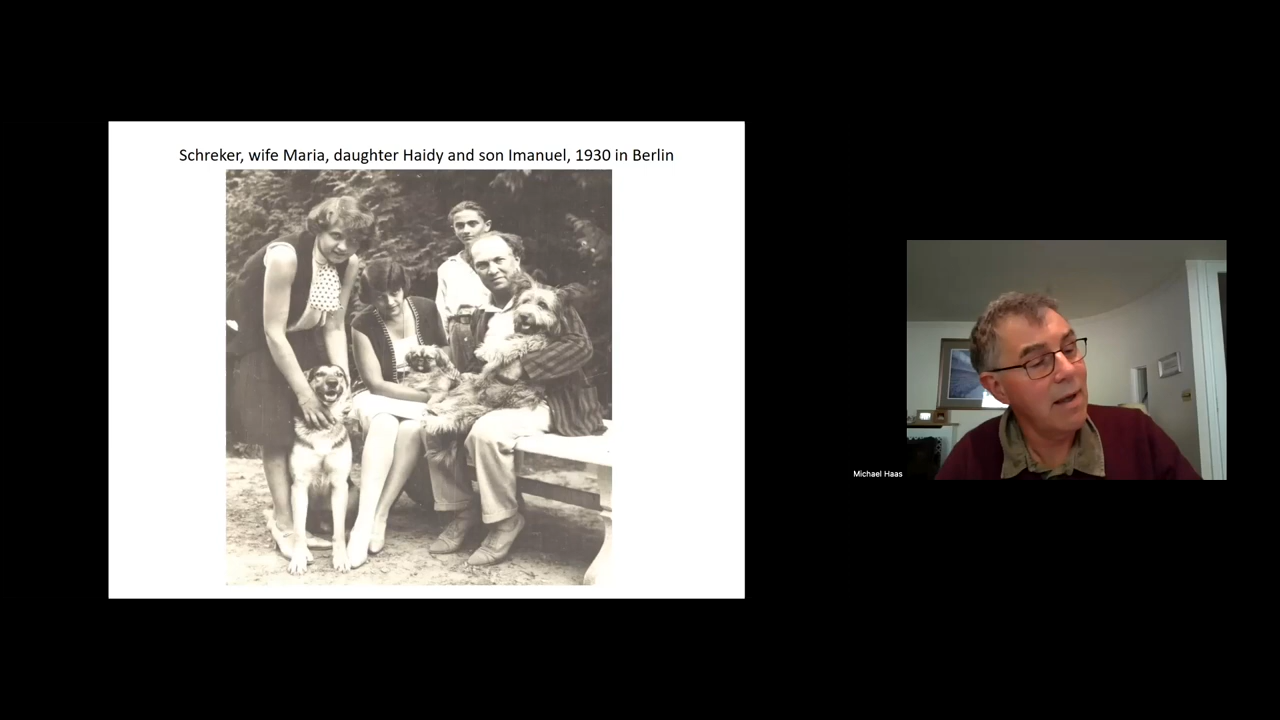 Schreker, wife Maria, daughter Haidy and son Imanuel, 1930 in Berlin
Michael Haas